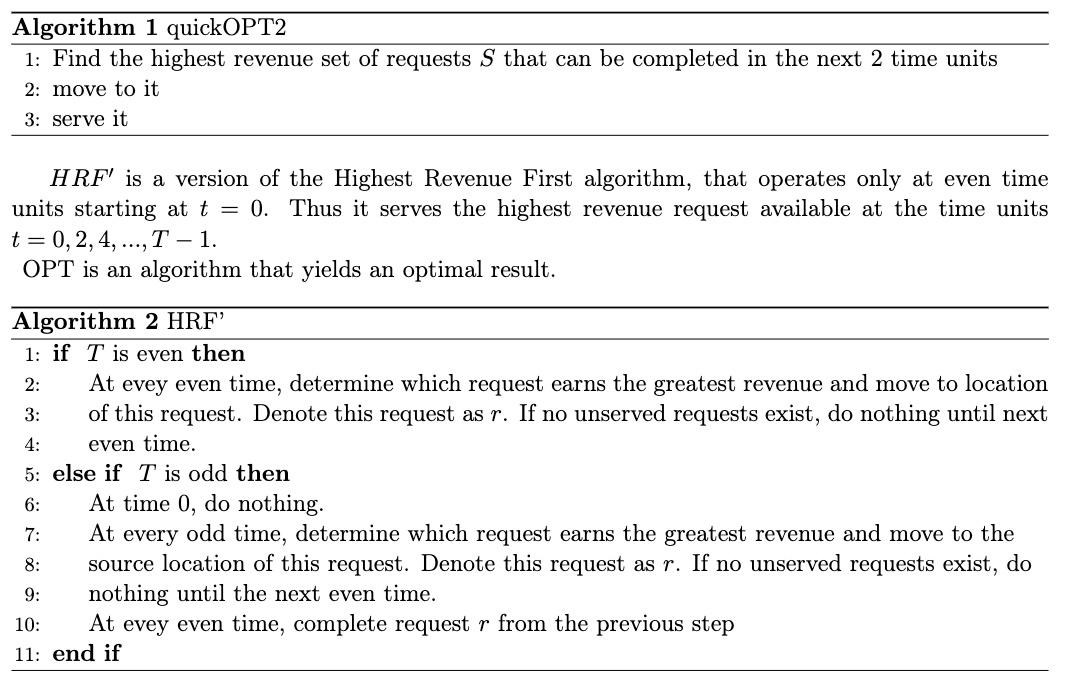 Algorithm 1 quickOPT2
1: Find the highest revenue set of requests S that can be completed in the next 2 time units
2: move to it
3: serve it
HRF′ is a version of the Highest Revenue First algorithm, that operates only at even time
units starting at t = 0. Thus it serves the highest revenue request available at the time units
t = 0, 2, 4, ..., T − 1.
OPT is an algorithm that yields an optimal result.
Algorithm 2 HRF’
1: if T is even then
2: At evey even time, determine which request earns the greatest revenue and move to location
3: of this request. Denote this request as r. If no unserved requests exist, do nothing until next
4: even time.
5: else if T is odd then
6: At time 0, do nothing.
7: At every odd time, determine which request earns the greatest revenue and move to the
8: source location of this request. Denote this request as r. If no unserved requests exist, do
9: nothing until the next even time.
10: At evey even time, complete request r from the previous step
11: end if